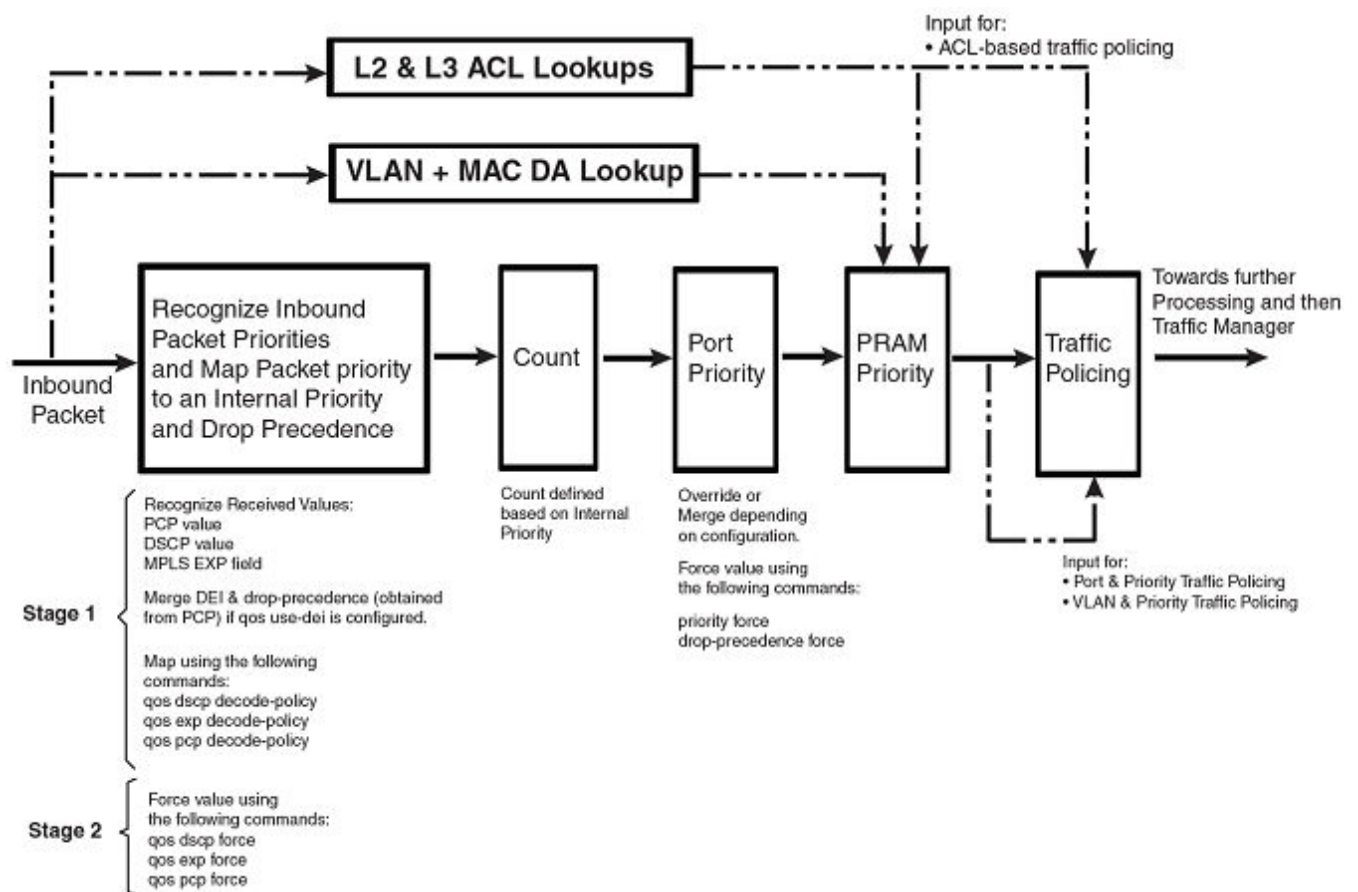 Input for:
• ACL-based traffic policing
L2 & L3 ACL Lookups
VLAN + MAC DA Lookup
Inbound
Packet
Recognize Inbound
Packet Priorities
and Map Packet priority
to an Internal Priority
and Drop Precedence
Count
Port
Priority
PRAM
Priority
Traffic
Policing
Towards further
Processing and then
Traffic Manager
Stage 1
Recognize Received Values:
PCP value
DSCP value
MPLS EXP field
Merge DEI & drop-precedence (obtained
from PCP) if qos use-dei is configured.
Map using the following
commands:
qos dscp decode-policy
qos exp decode-policy
qos pcp decode-policy
Count defined
based on Internal
Priority
Override or
Merge depending
on configuration.
Force value using
the following commands:
priority force
drop-precedence force
Input for:
• Port & Priority Traffic Policing
• VLAN & Priority Traffic Policing
Stage 2
Force value using
the following commands:
qos dscp force
qos exp force
qos pcp force